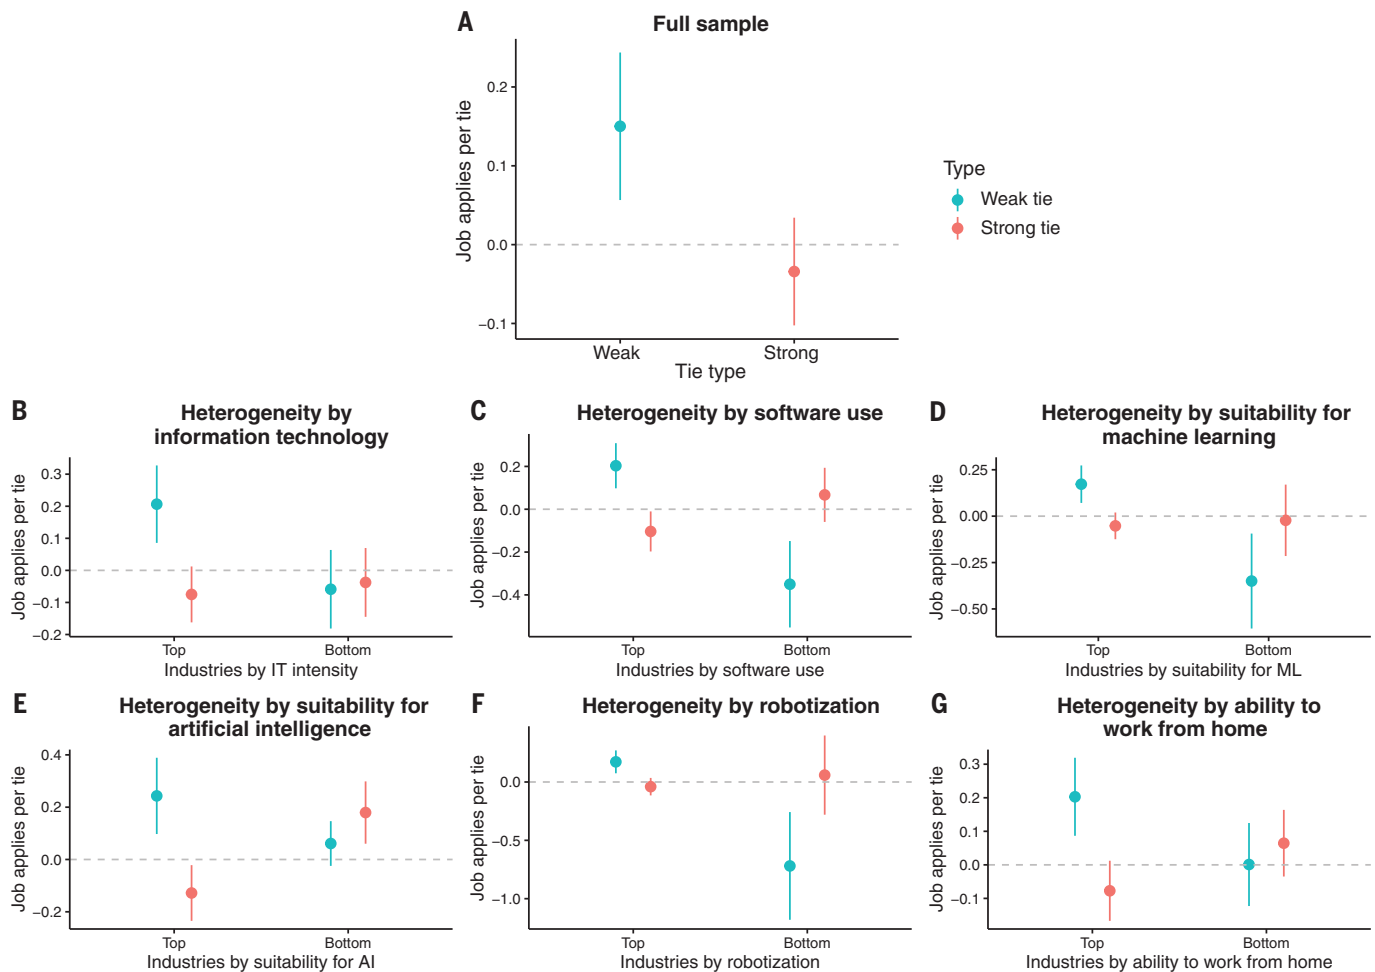 A
Full sample
Job applies per tie
0.2
0.1
0.0
−0.1
Weak
Strong
Tie type
Type
Weak tie
Strong tie
B
Heterogeneity by
information technology
Job applies per tie
0.3
0.2
0.1
0.0
−0.1
−0.2
Top
Bottom
Industries by IT intensity
C
Heterogeneity by software use
Job applies per tie
0.2
0.0
−0.2
−0.4
Top
Bottom
Industries by software use
D
Heterogeneity by suitability for
machine learning
Job applies per tie
0.25
0.00
−0.25
−0.50
Top
Bottom
Industries by suitability for ML
E
Heterogeneity by suitability for
artificial intelligence
Job applies per tie
0.4
0.2
0.0
−0.2
Top
Bottom
Industries by suitability for AI
F
Heterogeneity by robotization
Job applies per tie
0.0
−0.5
−1.0
Top
Bottom
Industries by robotization
G
Heterogeneity by ability to
work from home
Job applies per tie
0.3
0.2
0.1
0.0
−0.1
Top
Bottom
Industries by ability to work from home